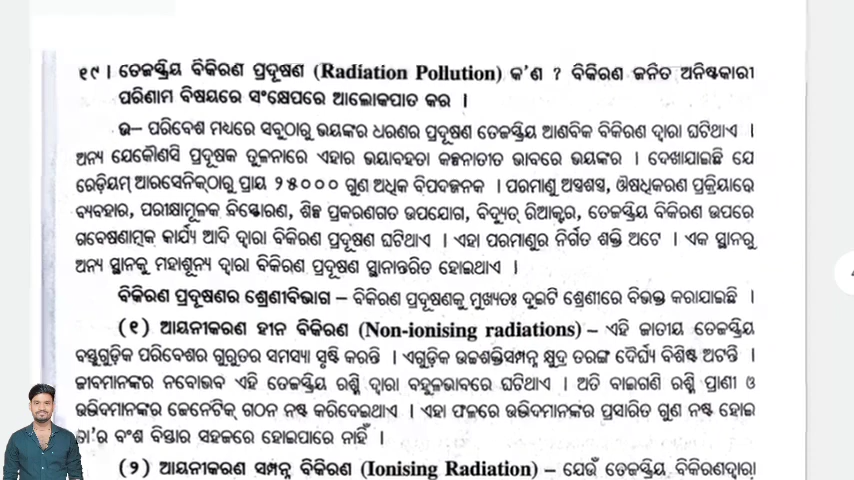 ୧୯ । ତେଜସ୍କ୍ରିୟ ବିକିରଣ ପ୍ରଦୂଷଣ (Radiation Pollution) କ'ଣ ? ବିକିରଣ ଜନିତ ଅନିଷ୍ଟକାରୀ
ପରିଣାମ ବିଷୟରେ ସଂକ୍ଷେପରେ ଆଲୋକପାତ କର ।
ଉ– ପରିବେଶ ମଧ୍ୟରେ ସବୁଠାରୁ ଭୟଙ୍କର ଧରଣର ପ୍ରଦୂଷଣ ତେଜସ୍କ୍ରିୟ ଆଣବିକ ବିକିରଣ ଦ୍ୱାରା ଘଟିଥାଏ ।
ଅନ୍ୟ ଯେକୌଣସି ପ୍ରଦୂଷକ ତୁଳନାରେ ଏହାର ଭୟାବହତା କଳ୍ପନାତୀତ ଭାବରେ ଭୟଙ୍କର । ଦେଖାଯାଇଛି ଯେ
ରେଡ଼ିୟମ୍ ଆରସେନିକ୍‌ଠାରୁ ପ୍ରାୟ ୨୫୦୦୦ ଗୁଣ ଅଧିକ ବିପଦଜନକ । ପରମାଣୁ ଅସ୍ତ୍ରଶସ୍ତ୍ର, ଔଷଧିକରଣ ପ୍ରକ୍ରିୟାରେ
ବ୍ୟବହାର, ପରୀକ୍ଷାମୂଳକ ବିସ୍ଫୋରଣ, ଶିଳ୍ପ ପ୍ରକରଣଗତ ଉପଯୋଗ, ବିଦ୍ୟୁତ୍ ରିଆକ୍ଟର, ତେଜସ୍କ୍ରିୟ ବିକିରଣ ଉପରେ
ଗବେଷଣାତ୍ମକ କାର୍ଯ୍ୟ ଆଦି ଦ୍ୱାରା ବିକିରଣ ପ୍ରଦୂଷଣ ଘଟିଥାଏ । ଏହା ପରମାଣୁର ନିର୍ଗତ ଶକ୍ତି ଅଟେ । ଏକ ସ୍ଥାନରୁ
ଅନ୍ୟ ସ୍ଥାନକୁ ମହାଶୂନ୍ୟ ଦ୍ୱାରା ବିକିରଣ ପ୍ରଦୂଷଣ ସ୍ଥାନାନ୍ତରିତ ହୋଇଥାଏ ।
ବିକିରଣ ପ୍ରଦୂଷଣର ଶ୍ରେଣୀବିଭାଗ – ବିକିରଣ ପ୍ରଦୂଷଣକୁ ମୁଖ୍ୟତଃ ଦୁଇଟି ଶ୍ରେଣୀରେ ବିଭକ୍ତ କରାଯାଇଛି ।
(୧) ଆୟନୀକରଣ ହୀନ ବିକିରଣ (Non-ionising radiations) – ଏହି ଜାତୀୟ ତେଜସ୍କ୍ରିୟ
ବସ୍ତୁଗୁଡ଼ିକ ପରିବେଶର ଗୁରୁତର ସମସ୍ୟା ସୃଷ୍ଟି କରନ୍ତି । ଏଗୁଡ଼ିକ ଉଚ୍ଚଶକ୍ତିସମ୍ପନ୍ନ କ୍ଷୁଦ୍ର ତରଙ୍ଗ ଦୈର୍ଘ୍ୟ ବିଶିଷ୍ଟ ଅଟନ୍ତି ।
ଜୀବମାନଙ୍କର ନବୋଦ୍ଭବ ଏହି ତେଜସ୍କ୍ରିୟ ରଶ୍ମି ଦ୍ୱାରା ବହୁଳଭାବରେ ଘଟିଥାଏ । ଅତି ବାଇଗଣି ରଶ୍ମି ପ୍ରାଣୀ ଓ
ଉଦ୍ଭିଦମାନଙ୍କର ଜେନେଟିକ୍ ଗଠନ ନଷ୍ଟ କରିଦେଇଥାଏ । ଏହା ଫଳରେ ଉଦ୍ଭିଦମାନଙ୍କର ପ୍ରସାରିତ ଗୁଣ ନଷ୍ଟ ହୋଇ
ତା'ର ବଂଶ ବିସ୍ତାର ସହଜରେ ହୋଇପାରେ ନାହିଁ ।
(୨) ଆୟନୀକରଣ ସମ୍ପନ୍ନ ବିକିରଣ (Ionising Radiation) – ଯେଉଁ ତେଜସ୍କ୍ରିୟ ବିକିରଣଦ୍ୱାରା